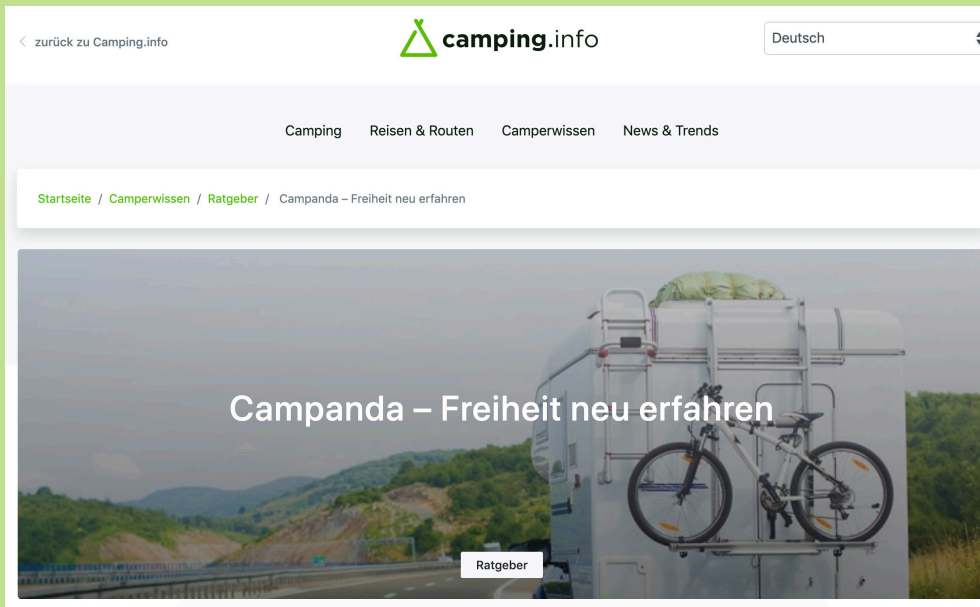 zurück zu Camping.info
camping.info
Deutsch
Camping Reisen & Routen Camperwissen News & Trends
Startseite / Camperwissen / Ratgeber / Campanda – Freiheit neu erfahren
Campanda – Freiheit neu erfahren
Ratgeber